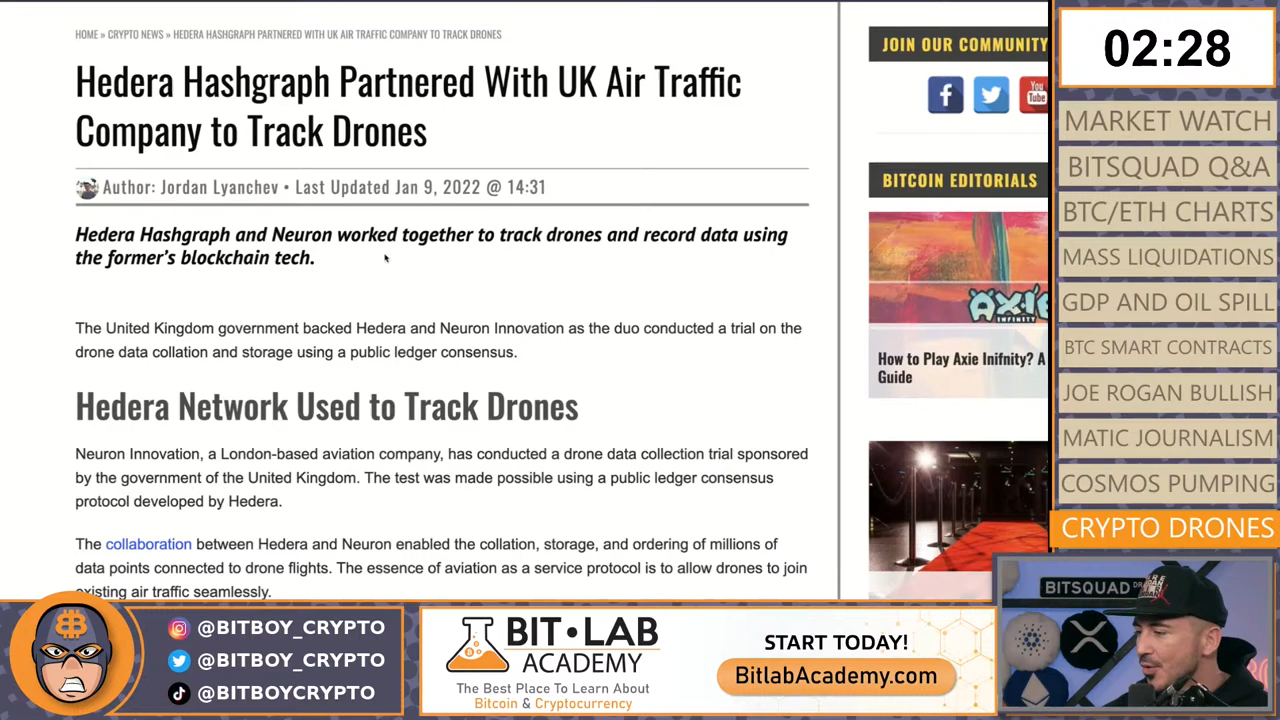 HOME » CRYPTO NEWS » HEDERA HASHGRAPH PARTNERED WITH UK AIR TRAFFIC COMPANY TO TRACK DRONES
Hedera Hashgraph Partnered With UK Air Traffic
Company to Track Drones
Author: Jordan Lyanchev • Last Updated Jan 9, 2022 @ 14:31
Hedera Hashgraph and Neuron worked together to track drones and record data using
the former's blockchain tech.
The United Kingdom government backed Hedera and Neuron Innovation as the duo conducted a trial on the
drone data collation and storage using a public ledger consensus.
Hedera Network Used to Track Drones
Neuron Innovation, a London-based aviation company, has conducted a drone data collection trial sponsored
by the government of the United Kingdom. The test was made possible using a public ledger consensus
protocol developed by Hedera.
The collaboration between Hedera and Neuron enabled the collation, storage, and ordering of millions of
data points connected to drone flights. The essence of aviation as a service protocol is to allow drones to join
existing air traffic seamlessly.
JOIN OUR COMMUNITY
You
Tube
BITCOIN EDITORIALS
AXIE
INFINITY
How to Play Axie Inifnity? A
Guide
02:28
MARKET WATCH
BITSQUAD Q&A
BTC/ETH CHARTS
MASS LIQUIDATIONS
GDP AND OIL SPILL
BTC SMART CONTRACTS
JOE ROGAN BULLISH
MATIC JOURNALISM
COSMOS PUMPING
CRYPTO DRONES
BITSQUAD
@BITBOY_CRYPTO
@BITBOY_CRYPTO
@BITBOYCRYPTO
BIT•LAB
ACADEMY
The Best Place To Learn About
Bitcoin & Cryptocurrency
START TODAY!
BitlabAcademy.com